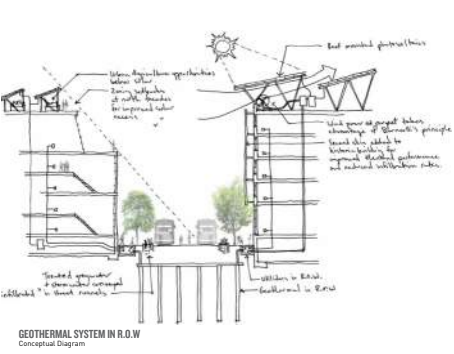 Urban Agriculture opportunities
below solar
Zoning setbacks
at north facades
for improved solar
access
Roof mounted photovoltaics
Wind power at parapet takes
advantage of Bernoulli's principle
Second skin added to
historic building for
improved thermal performance
and reduced infiltration rates.
Treated greywater
+ stormwater conveyed
infiltrated in street runnels
Utilities in R.O.W.
Geothermal in R.O.W
GEOTHERMAL SYSTEM IN R.O.W
Conceptual Diagram